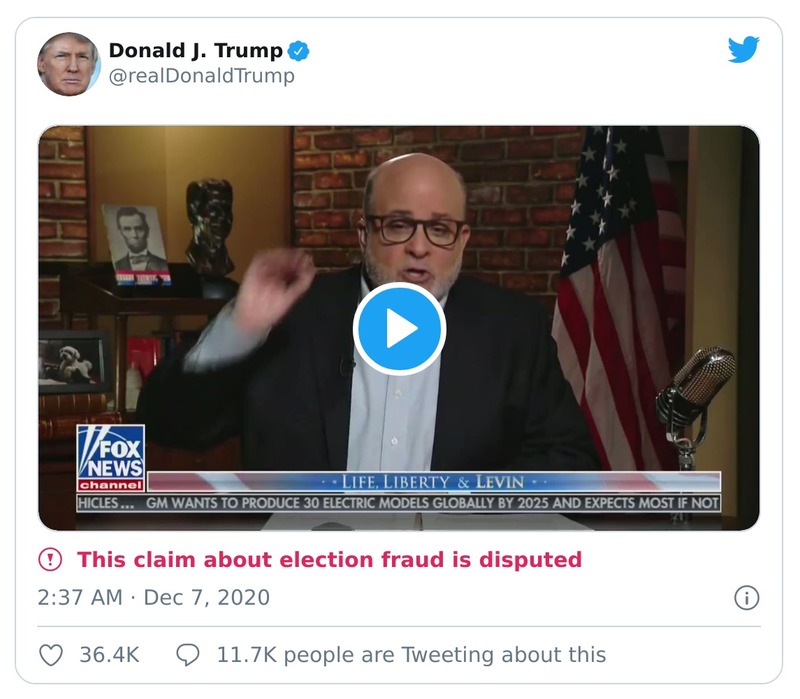 Donald J. Trump
@realDonaldTrump
FOX
NEWS
channel
LIFE, LIBERTY & LEVIN
HICLES... GM WANTS TO PRODUCE 30 ELECTRIC MODELS GLOBALLY BY 2025 AND EXPECTS MOST IF NOT
This claim about election fraud is disputed
2:37 AM · Dec 7, 2020
36.4K 11.7K people are Tweeting about this